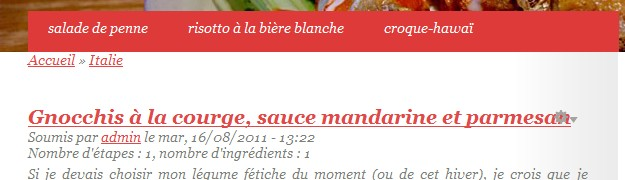 salade de penne risotto à la bière blanche croque-hawaï
Accueil » Italie
Gnocchis à la courge, sauce mandarine et parmesan
Soumis par admin le mar, 16/08/2011 - 13:22
Nombre d'étapes : 1, nombre d'ingrédients : 1
Si je devais choisir mon légume fétiche du moment (ou de cet hiver), je crois que je